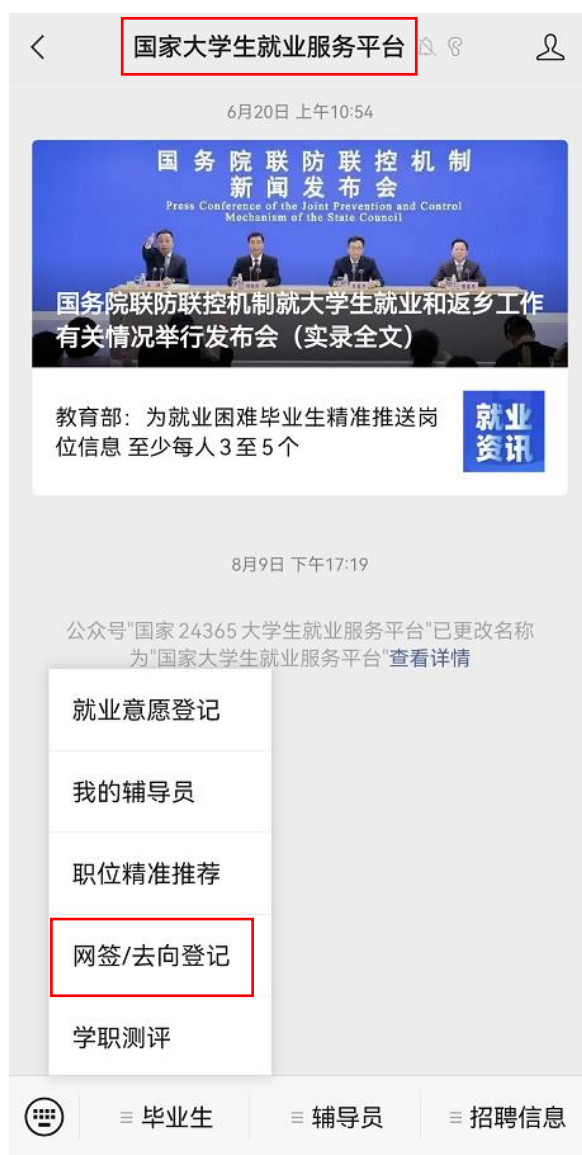 国家大学生就业服务平台
6月20日 上午10:54
国务院联防联控机制
新闻发布会
Press Conference of the Joint Prevention and Control
Mechanism of the State Council
国务院联防联控机制就大学生就业和返乡工作
有关情况举行发布会（实录全文）
教育部：为就业困难毕业生精准推送岗
位信息 至少每人3至5个
就业
资讯
8月9日 下午17:19
公众号"国家24365大学生就业服务平台"已更改名称
为"国家大学生就业服务平台"查看详情
就业意愿登记
我的辅导员
职位精准推荐
网签/去向登记
学职测评
毕业生
辅导员
招聘信息